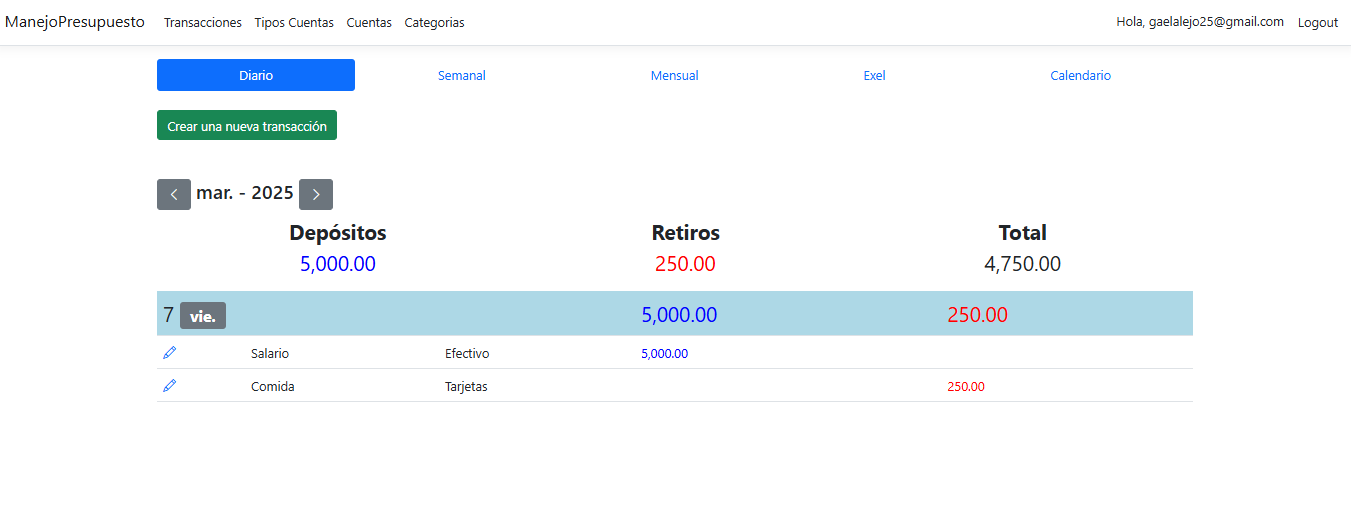 ManejoPresupuesto Transacciones Tipos Cuentas Cuentas Categorias Hola, gaelalejo25@gmail.com Logout
Diario Semanal Mensual Exel Calendario
Crear una nueva transacción
mar. - 2025
Depósitos Retiros Total
5,000.00 250.00 4,750.00
7 vie. 5,000.00 250.00
Salario Efectivo 5,000.00
Comida Tarjetas 250.00